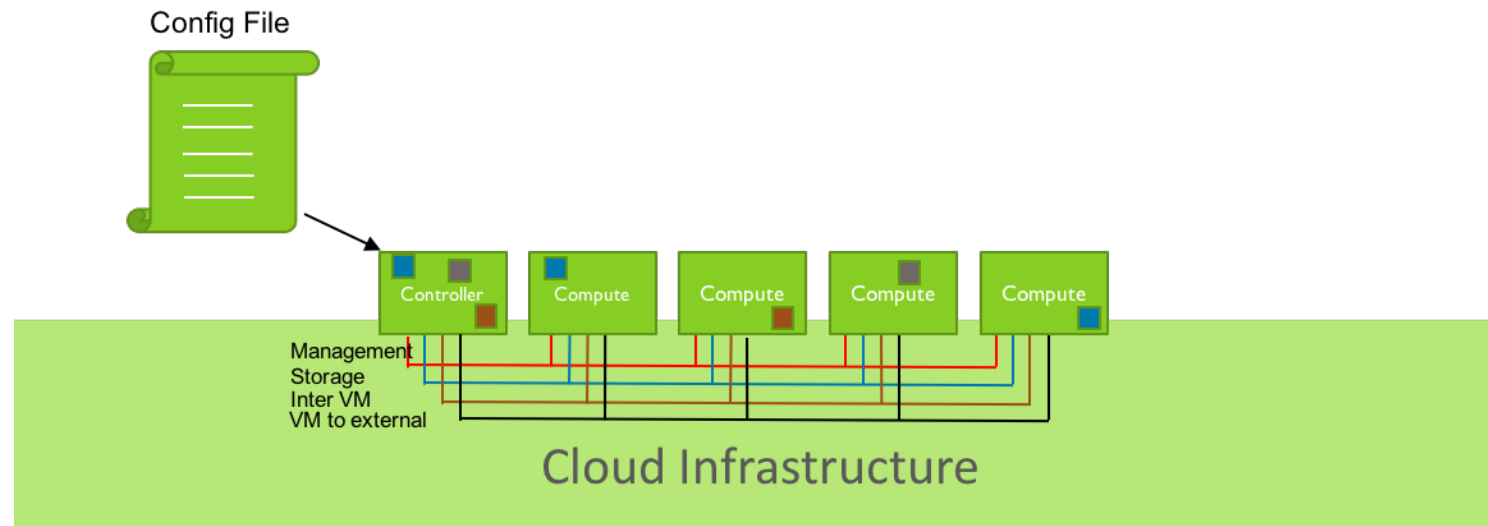 Config File
Controller
Compute
Compute
Compute
Compute
Management
Storage
Inter VM
VM to external
Cloud Infrastructure